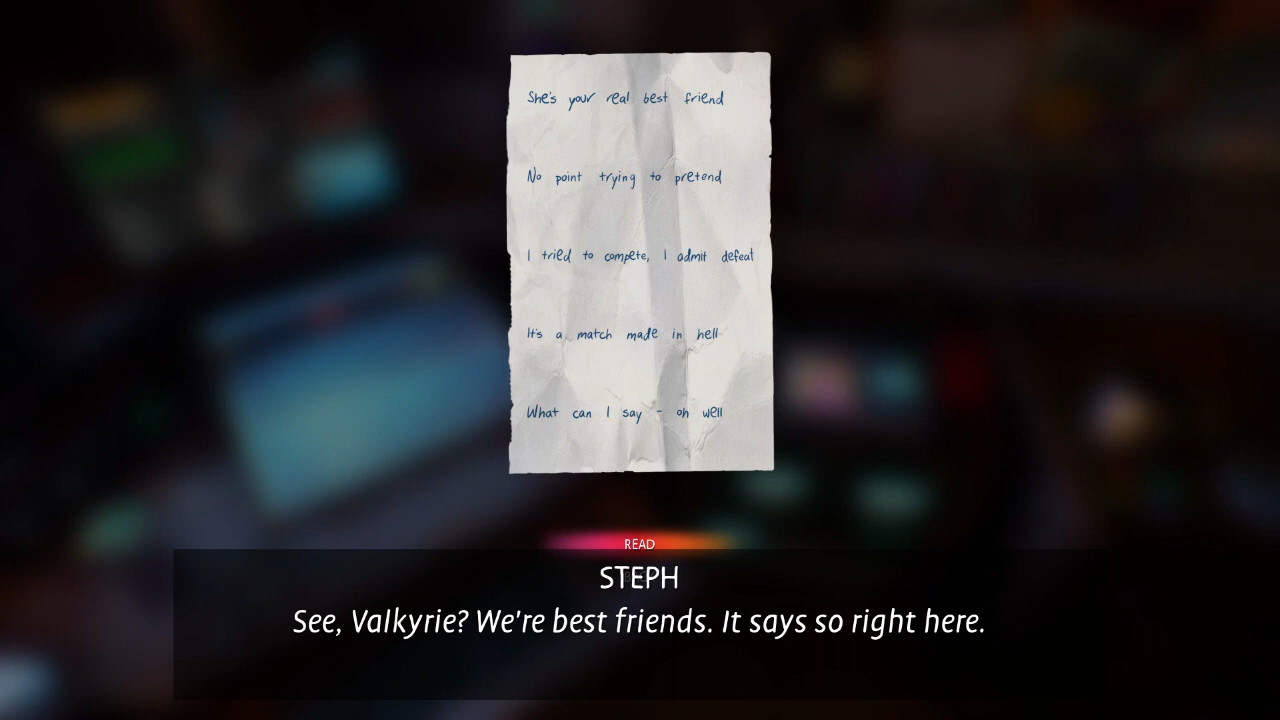 She's your real best friend
No point trying to pretend
I tried to compete, I admit defeat
It's a match made in hell
What can I say - oh well
READ
STEPH
See, Valkyrie? We're best friends. It says so right here.